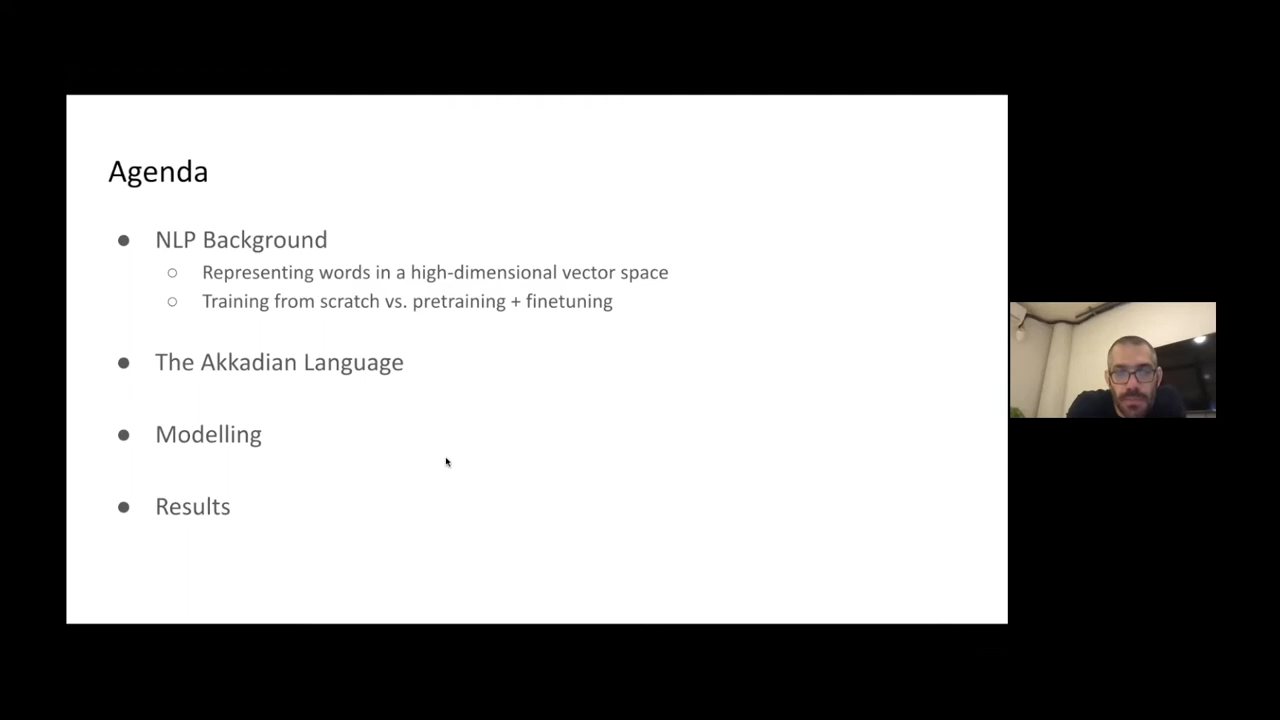 Agenda
● NLP Background
○ Representing words in a high-dimensional vector space
○ Training from scratch vs. pretraining + finetuning
● The Akkadian Language
● Modelling
● Results